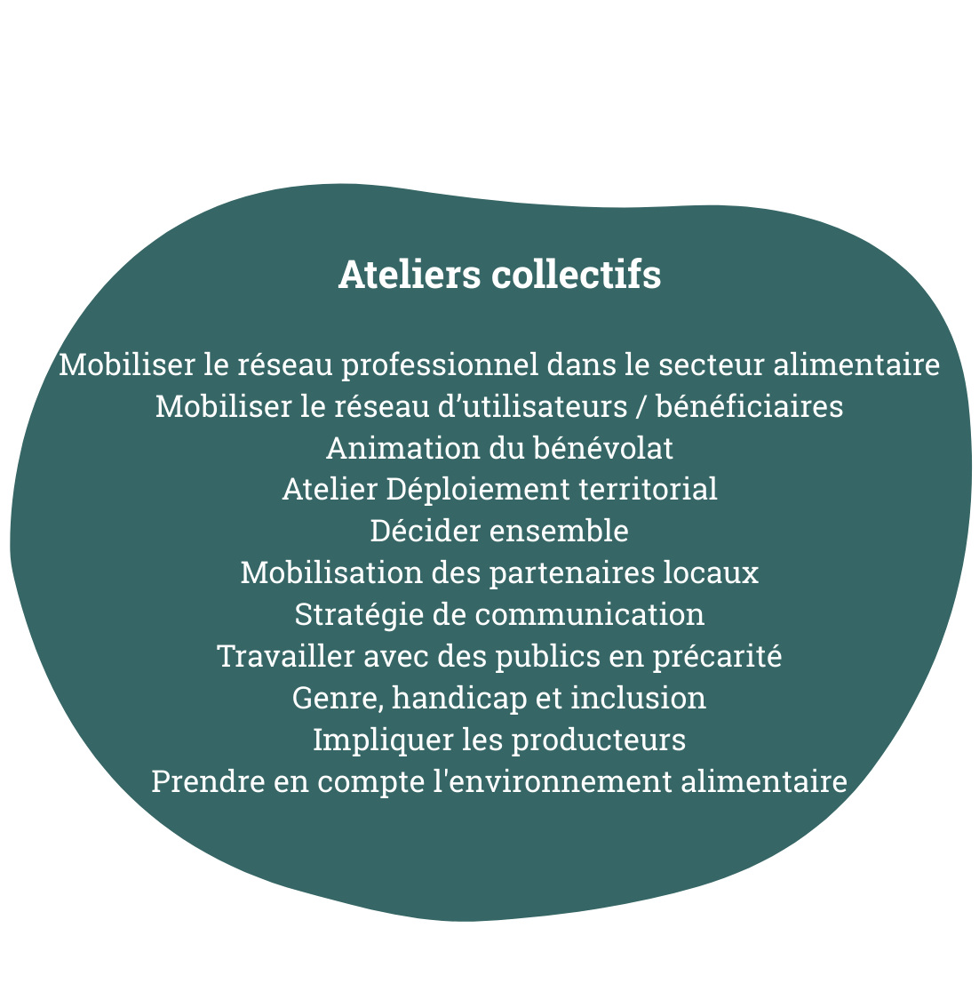 Ateliers collectifs
Mobiliser le réseau professionnel dans le secteur alimentaire
Mobiliser le réseau d’utilisateurs / bénéficiaires
Animation du bénévolat
Atelier Déploiement territorial
Décider ensemble
Mobilisation des partenaires locaux
Stratégie de communication
Travailler avec des publics en précarité
Genre, handicap et inclusion
Impliquer les producteurs
Prendre en compte l'environnement alimentaire